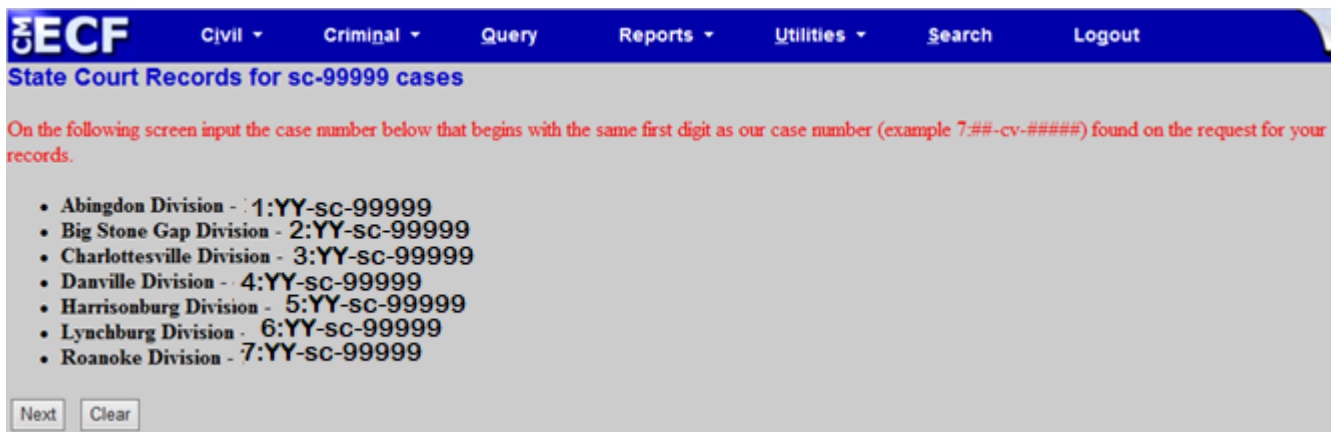 CM ECF Civil Criminal Query Reports Utilities Search Logout
State Court Records for sc-99999 cases
On the following screen input the case number below that begins with the same first digit as our case number (example 7:##-cv-#####) found on the request for your
records.
• Abingdon Division - 1:YY-sc-99999
• Big Stone Gap Division - 2:YY-sc-99999
• Charlottesville Division - 3:YY-sc-99999
• Danville Division - 4:YY-sc-99999
• Harrisonburg Division - 5:YY-sc-99999
• Lynchburg Division - 6:YY-sc-99999
• Roanoke Division - 7:YY-sc-99999
Next Clear